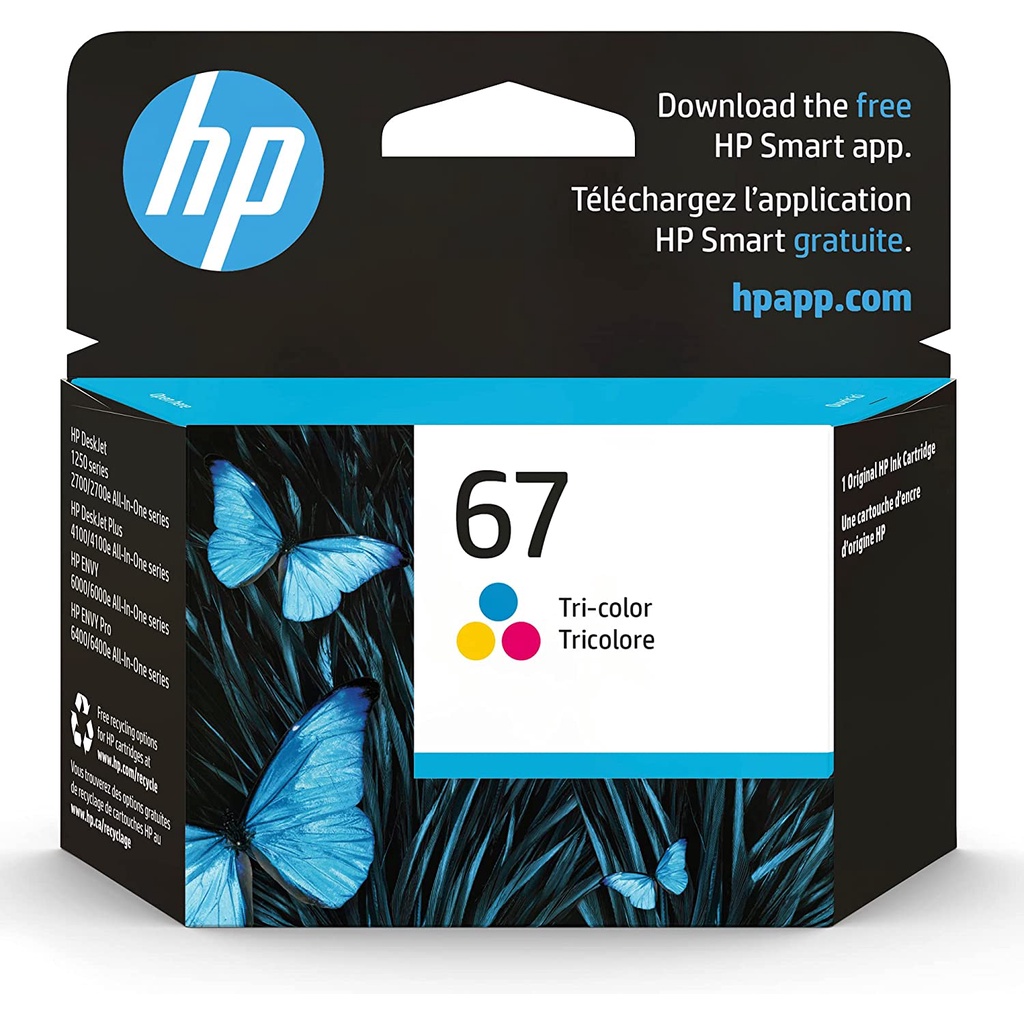 hp
Download the free
HP Smart app.
Téléchargez l'application
HP Smart gratuite.
hpapp.com
Open here
HP DeskJet
1250 series
2700/2700e All-In-One series
HP DeskJet Plus
4100/4100e All-In-One series
HP ENVY
6000/6000e All-In-One series
HP ENVY Pro
6400/6400e All-In-One series
Free recycling options
for HP cartridges at
www.hp.com/recycle
Vous trouverez des options gratuites
de recyclage de cartouches HP au
www.hp.ca/recyclage
67
Tri-color
Tricolore
1 Original HP Ink Cartridge
Une cartouche d'encre
d'origine HP